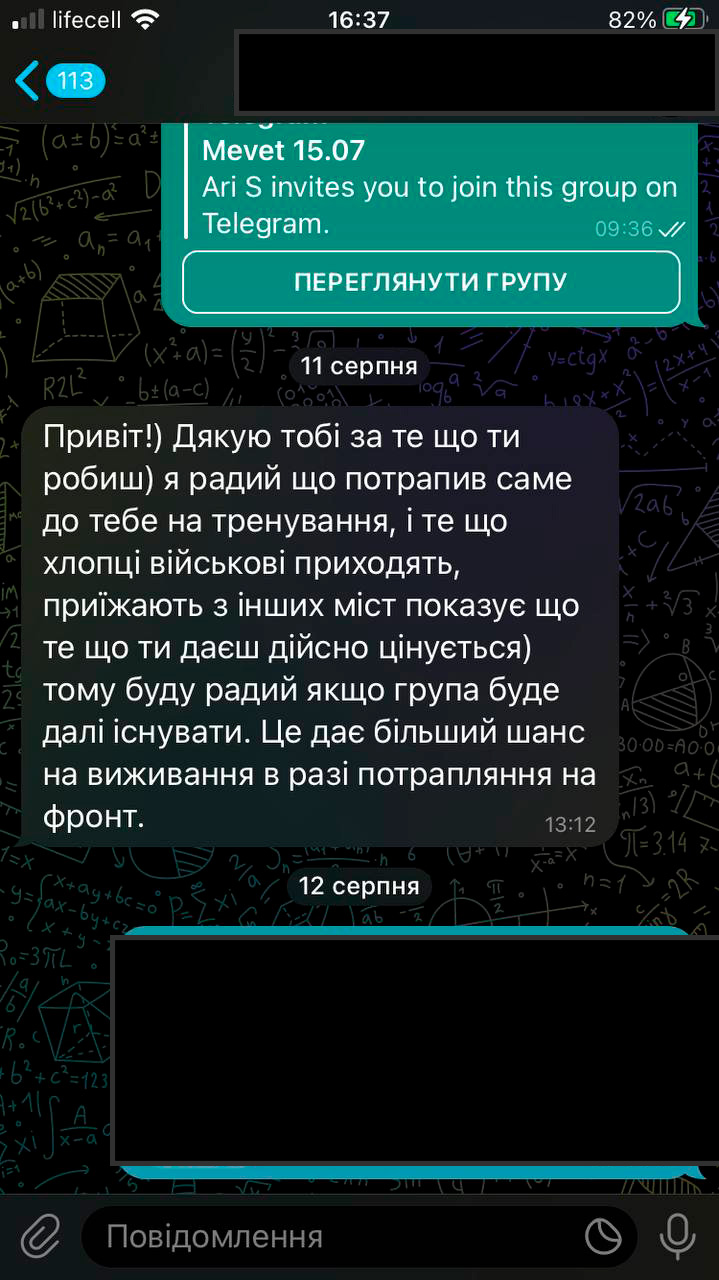 lifecell 16:37 82%
113
Mevet 15.07
Ari S invites you to join this group on
Telegram.
09:36
ПЕРЕГЛЯНУТИ ГРУПУ
11 серпня
Привіт!) Дякую тобі за те що ти
робиш) я радий що потрапив саме
до тебе на тренування, і те що
хлопці військові приходять,
приїжають з інших міст показує що
те що ти даєш дійсно цінується)
тому буду радий якщо група буде
далі існувати. Це дає більший шанс
на виживання в разі потрапляння на
фронт.
13:12
12 серпня
Повідомлення